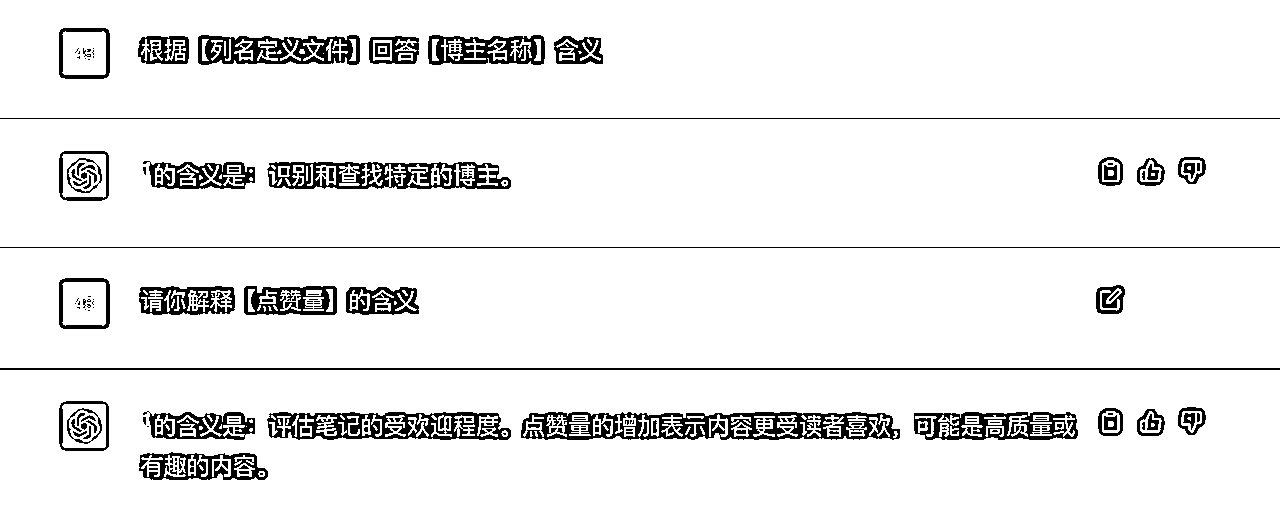 根据【列名定义文件】回答【博主名称】含义
“的含义是：识别和查找特定的博主。
请你解释【点赞量】的含义
“的含义是：评估笔记的受欢迎程度。点赞量的增加表示内容更受读者喜欢，可能是高质量或
有趣的内容。